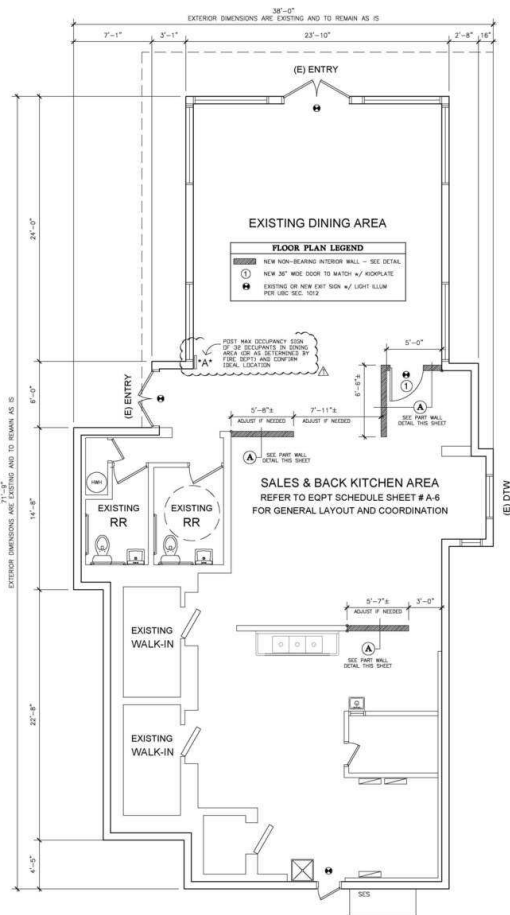 38'-0"
EXTERIOR DIMENSIONS ARE EXISTING AND TO REMAIN AS IS
7'-1"
3'-1"
23'-10"
2'-8"
16"
(E) ENTRY
24'-0"
EXISTING DINING AREA
FLOOR PLAN LEGEND
NEW NON-BEARING INTERIOR WALL - SEE DETAIL
1 NEW 36" WIDE DOOR TO MATCH w/ KICKPLATE
EXISTING OR NEW EXIT SIGN w/ LIGHT ILLUM
PER UBC SEC. 1012
POST MAX OCCUPANCY SIGN
OF 32 OCCUPANTS IN DINING
AREA (OR AS DETERMINED BY
FIRE DEPT) AND CONFIRM
IDEAL LOCATION
"A"
5'-0"
1
6'-6"±
A
SEE PART WALL
DETAIL THIS SHEET
6'-0"
(E) ENTRY
5'-8"±
ADJUST IF NEEDED
7'-11"±
ADJUST IF NEEDED
A
SEE PART WALL
DETAIL THIS SHEET
EXTERIOR DIMENSIONS ARE EXISTING AND TO REMAIN AS IS
71'-9"
14'-8"
HWH
EXISTING
RR
EXISTING
RR
SALES & BACK KITCHEN AREA
REFER TO EQPT SCHEDULE SHEET # A-6
FOR GENERAL LAYOUT AND COORDINATION
(E) DTW
5'-7"±
ADJUST IF NEEDED
3'-0"
A
SEE PART WALL
DETAIL THIS SHEET
EXISTING
WALK-IN
22'-8"
EXISTING
WALK-IN
4'-5"
SES